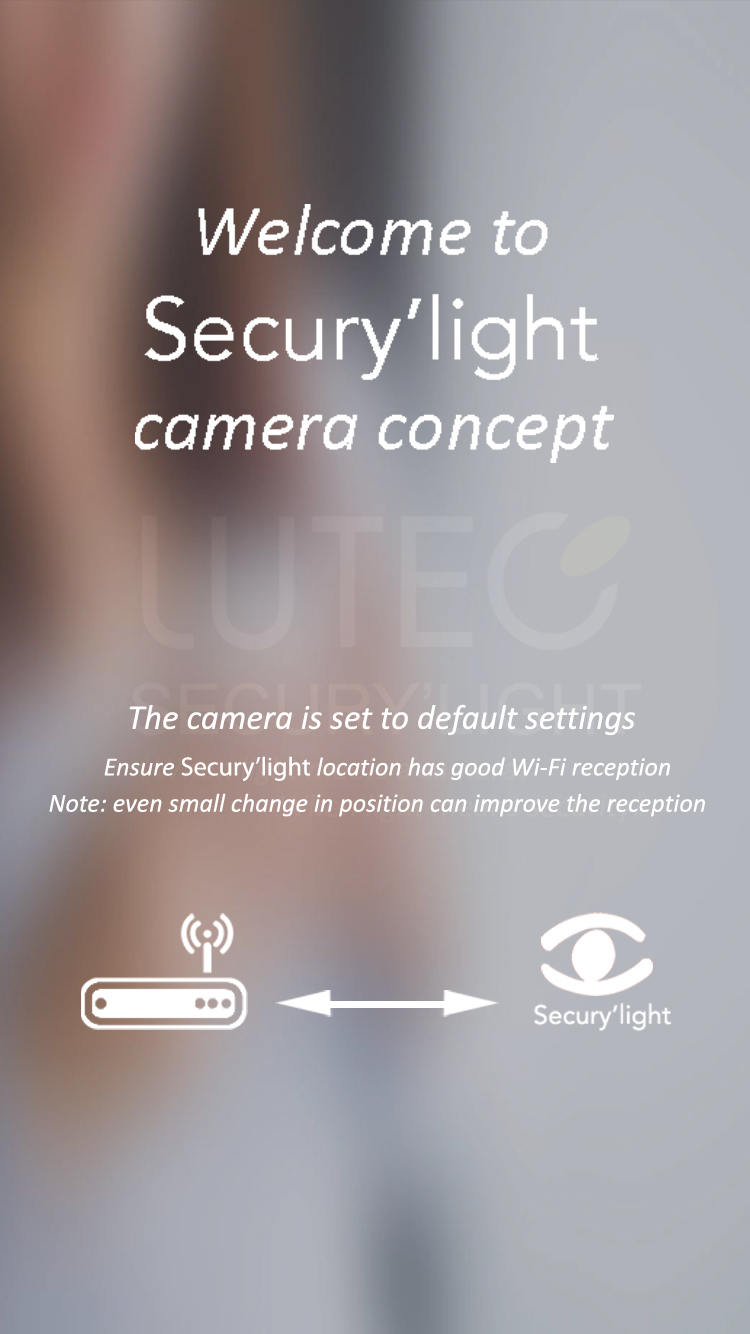 Welcome to
Secury'light
camera concept
LUTEC
SECURY'LIGHT
The camera is set to default settings
Ensure Secury'light location has good Wi-Fi reception
Note: even small change in position can improve the reception
Secury'light